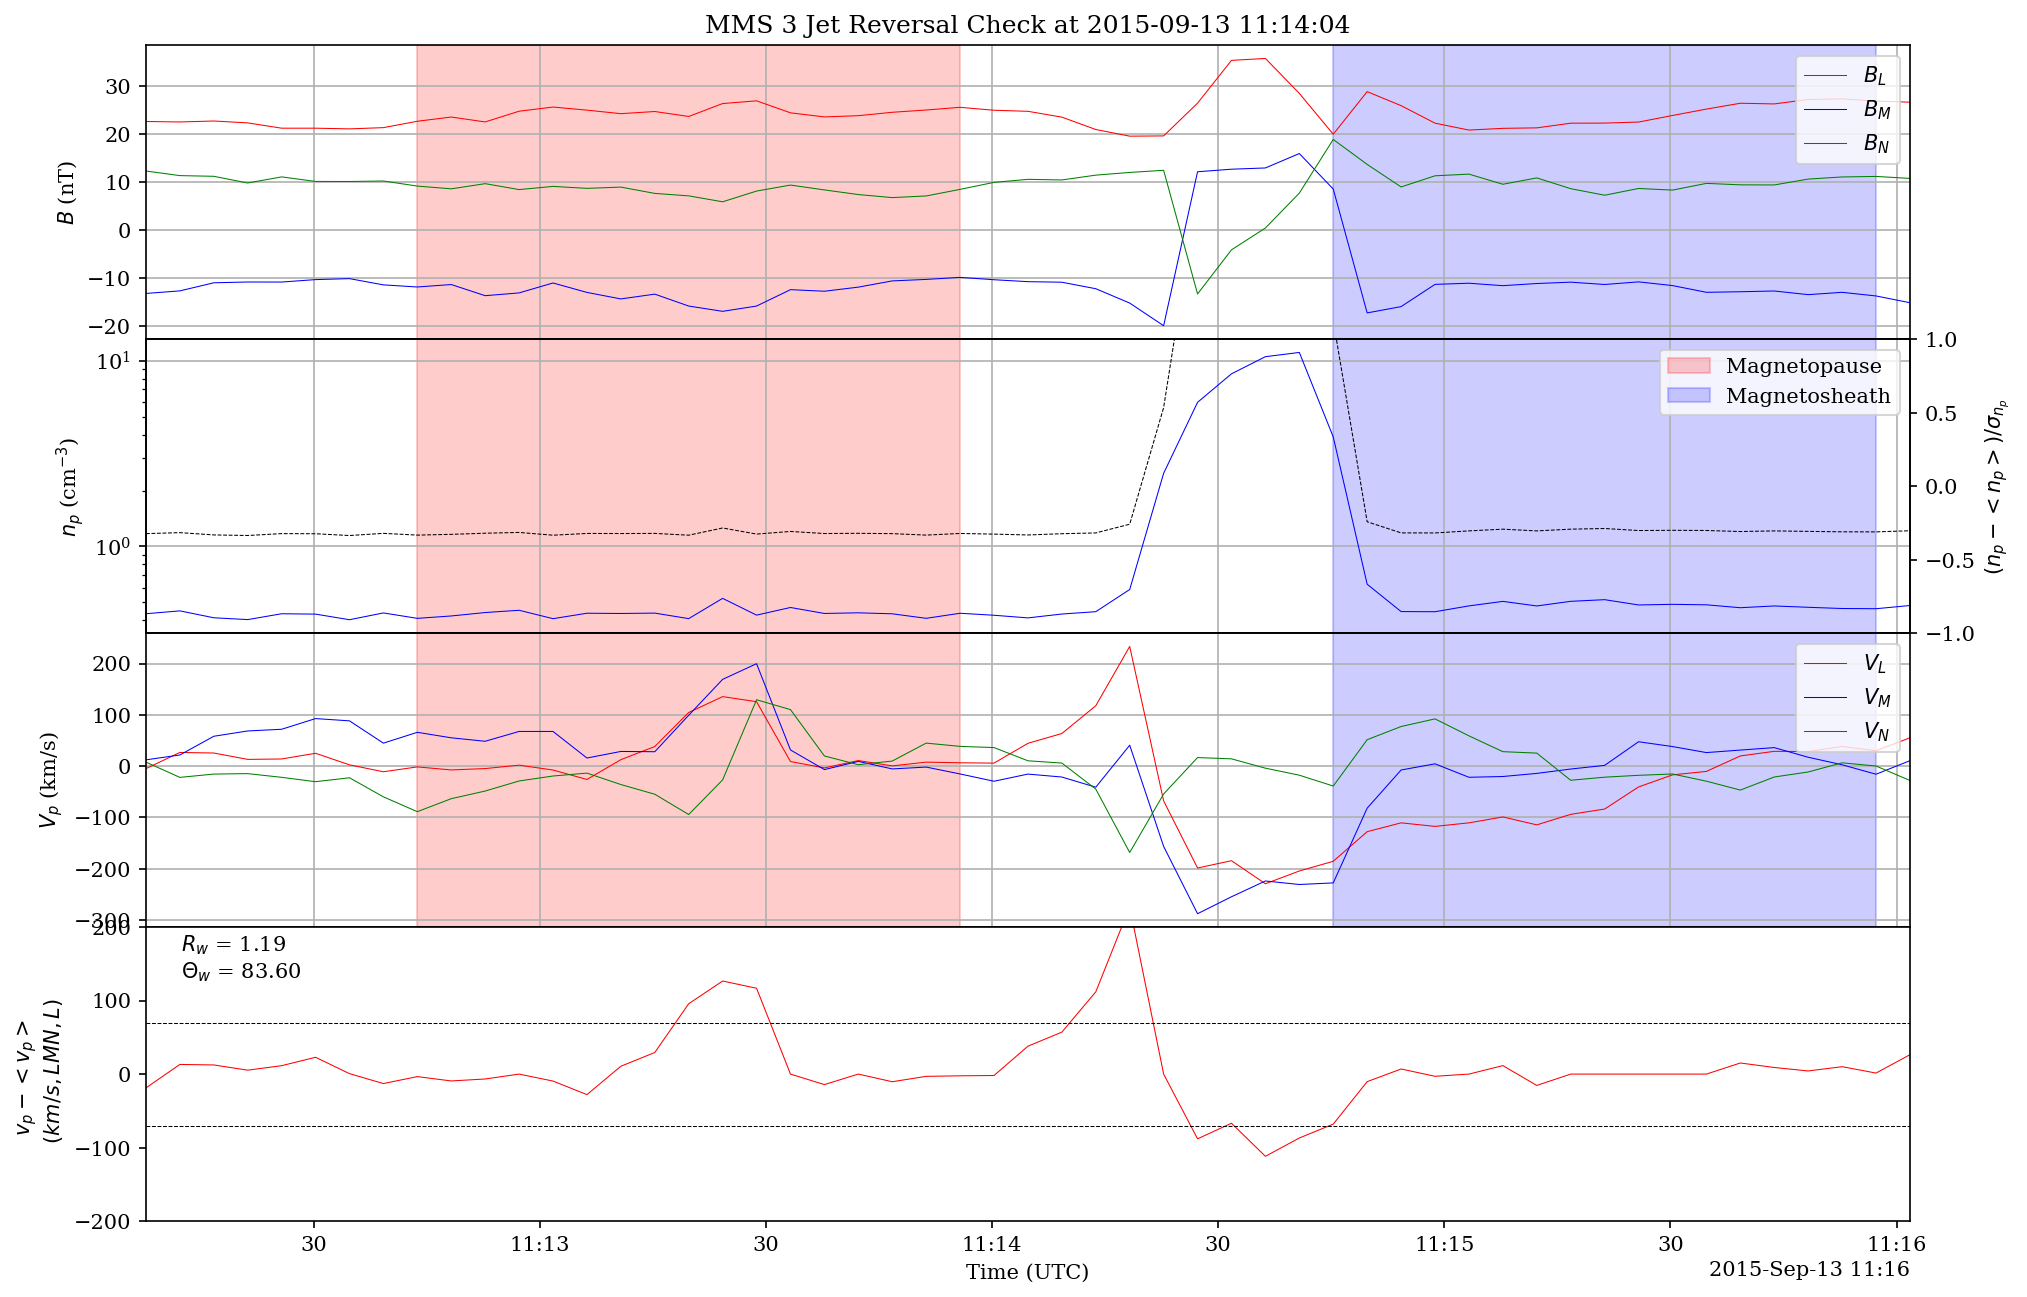 MMS 3 Jet Reversal Check at 2015-09-13 11:14:04
30
20
10
0
−10
−20
B (nT)
B_L
B_M
B_N
10^1
10^0
n_p (cm^{−3})
1.0
0.5
0.0
−0.5
−1.0
(n_p − < n_p > )/σ_{n_p}
Magnetopause
Magnetosheath
200
100
0
−100
−200
−300
V_p (km/s)
V_L
V_M
V_N
200
100
0
−100
−200
v_p − < v_p >
(km/s, LMN, L)
R_w = 1.19
Θ_w = 83.60
30
11:13
30
11:14
30
11:15
30
11:16
Time (UTC)
2015-Sep-13 11:16